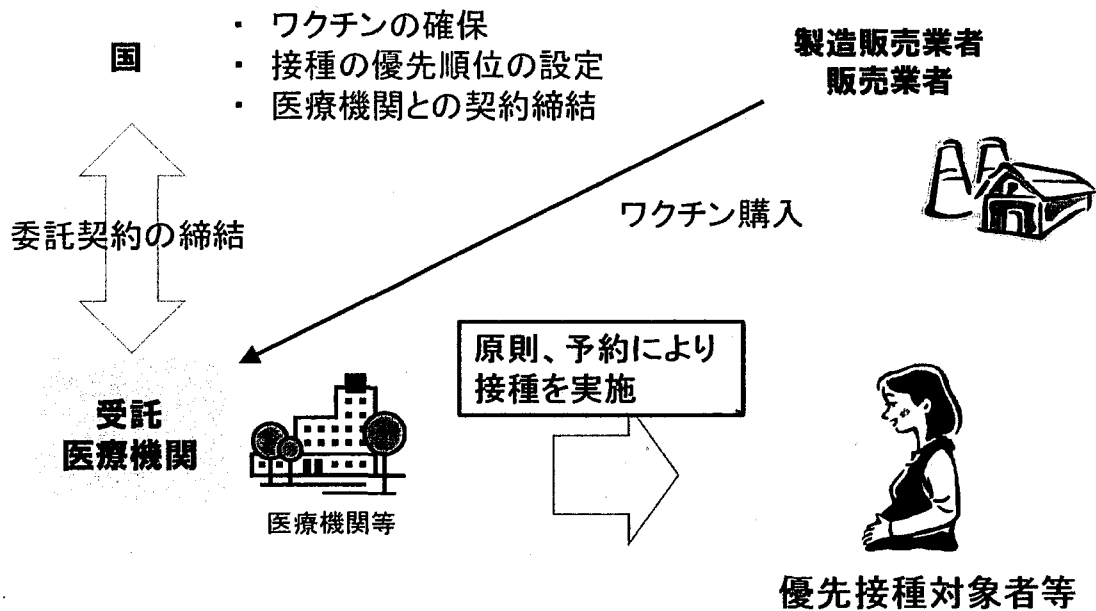 国
・ ワクチンの確保
・ 接種の優先順位の設定
・ 医療機関との契約締結
製造販売業者
販売業者
委託契約の締結
ワクチン購入
原則、予約により
接種を実施
受託
医療機関
医療機関等
優先接種対象者等